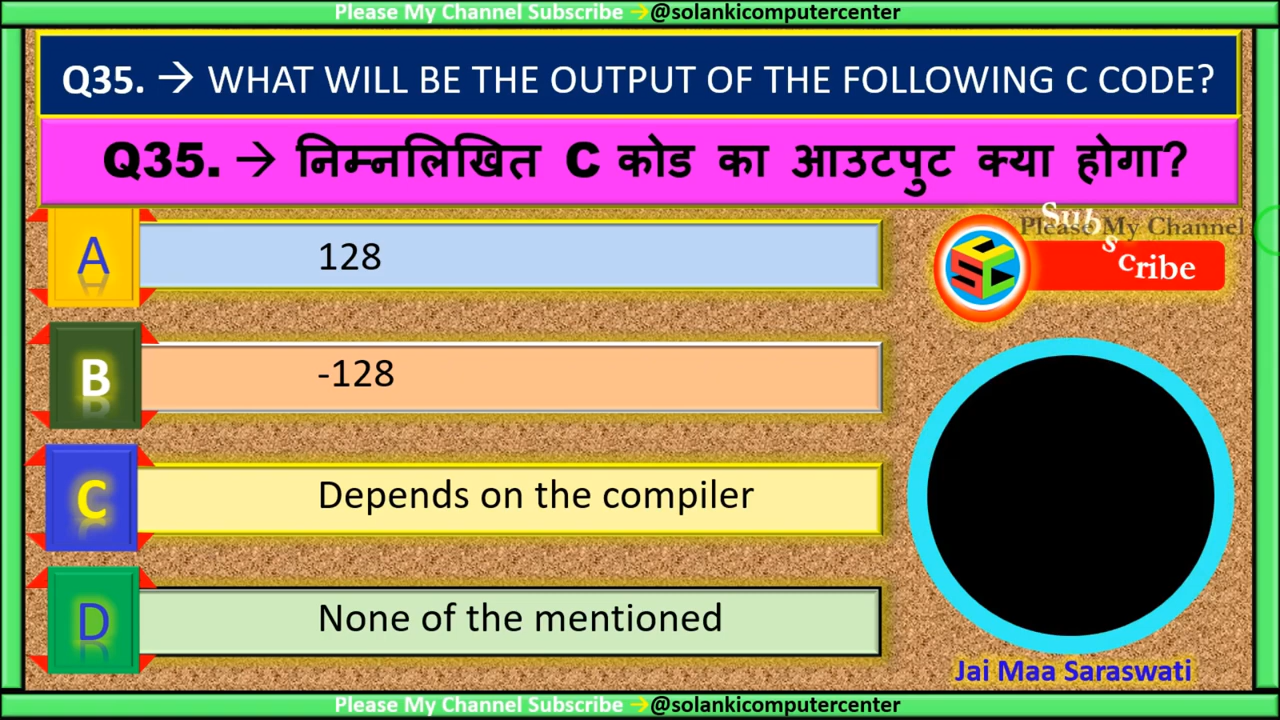 Please My Channel Subscribe →@solankicomputercenter
Q35. → WHAT WILL BE THE OUTPUT OF THE FOLLOWING C CODE?
Q35. → निम्नलिखित C कोड का आउटपुट क्या होगा?
A 128
Please My Channel
Subscribe
SCC
B -128
C Depends on the compiler
D None of the mentioned
Jai Maa Saraswati
Please My Channel Subscribe →@solankicomputercenter